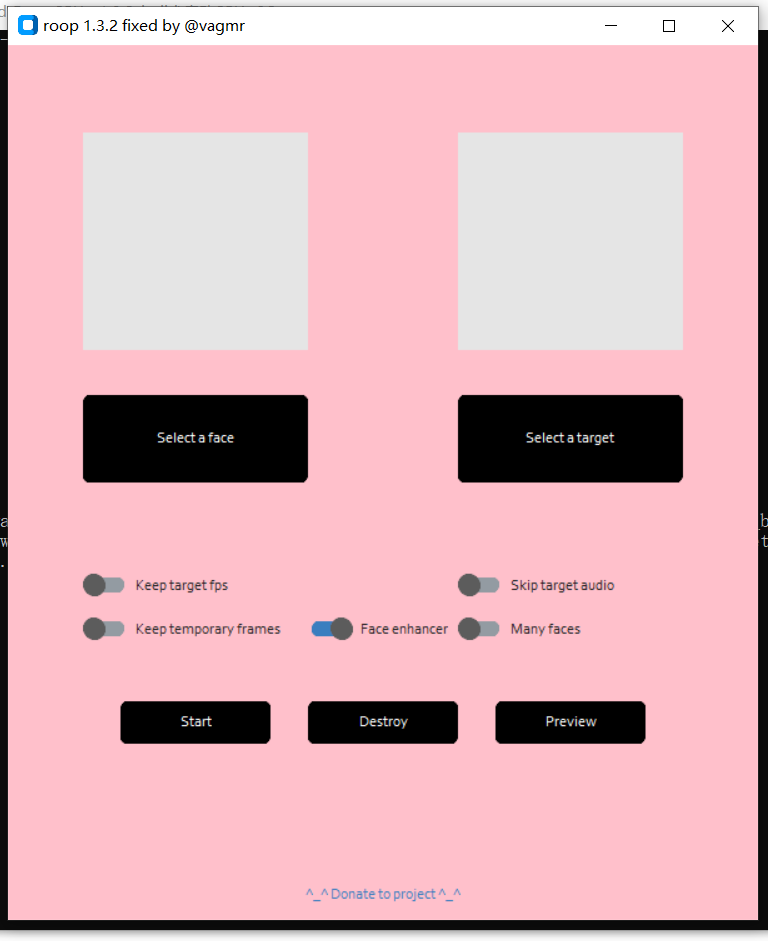 roop 1.3.2 fixed by @vagmr
Select a face
Select a target
Keep target fps
Skip target audio
Keep temporary frames
Face enhancer
Many faces
Start
Destroy
Preview
^_^ Donate to project ^_^